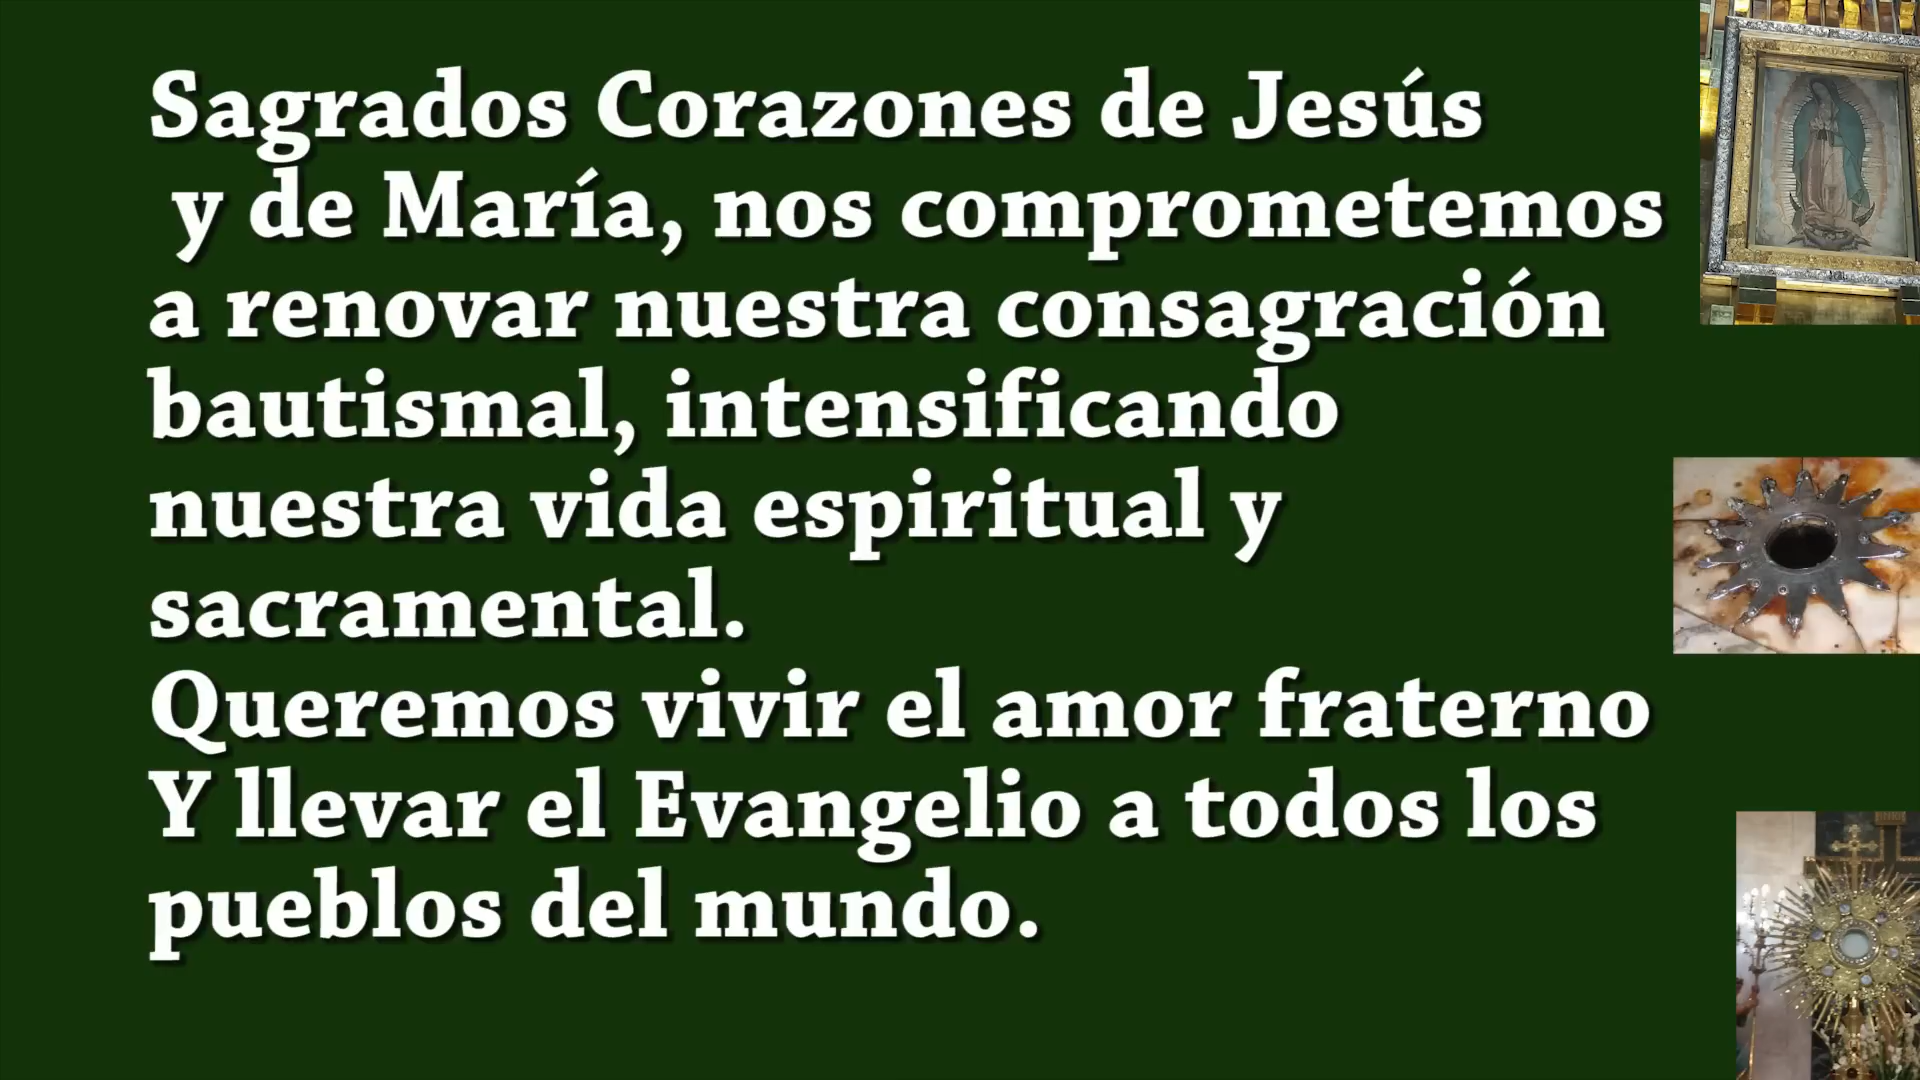 Sagrados Corazones de Jesús
y de María, nos comprometemos
a renovar nuestra consagración
bautismal, intensificando
nuestra vida espiritual y
sacramental.
Queremos vivir el amor fraterno
Y llevar el Evangelio a todos los
pueblos del mundo.